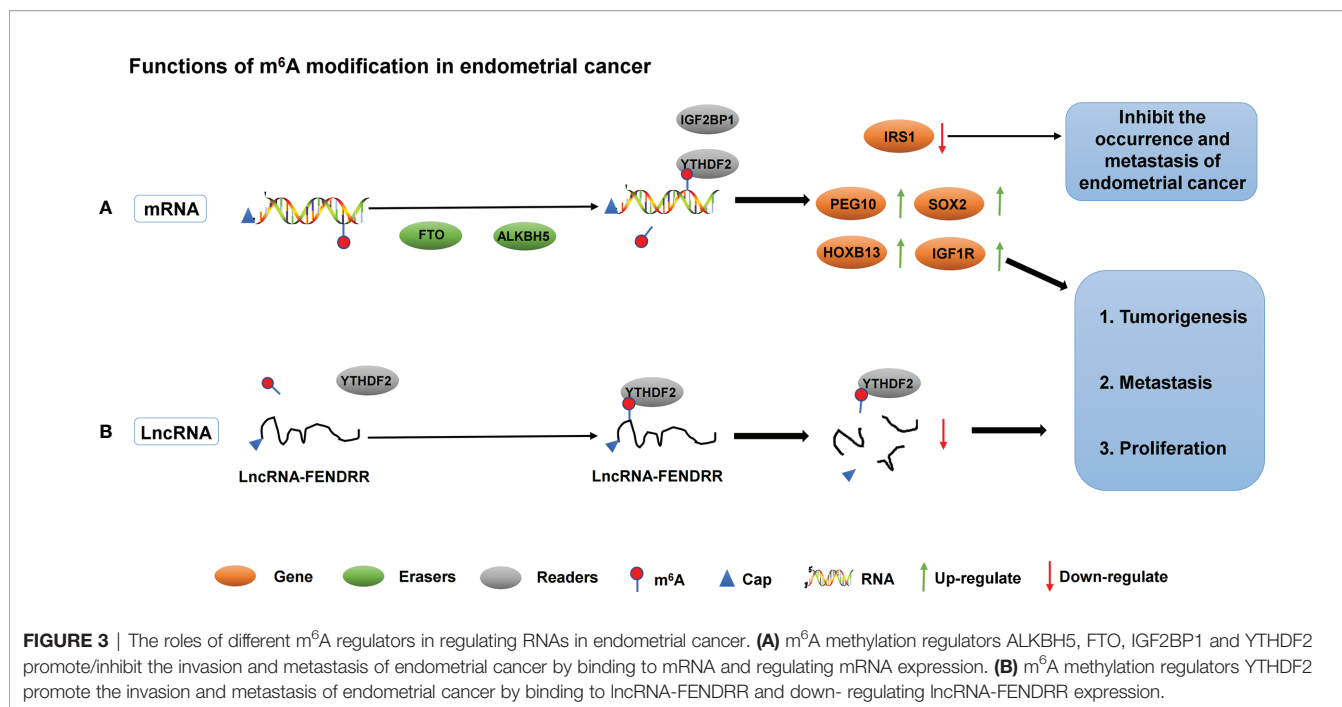 Functions of m⁶A modification in endometrial cancer
IGF2BP1
YTHDF2
IRS1
Inhibit the
occurrence and
metastasis of
endometrial cancer
A
mRNA
FTO
ALKBH5
PEG10
SOX2
HOXB13
IGF1R
1. Tumorigenesis
2. Metastasis
3. Proliferation
B
LncRNA
YTHDF2
LncRNA-FENDRR
YTHDF2
LncRNA-FENDRR
YTHDF2
Gene
Erasers
Readers
m⁶A
Cap
RNA
Up-regulate
Down-regulate
FIGURE 3 | The roles of different m⁶A regulators in regulating RNAs in endometrial cancer. (A) m⁶A methylation regulators ALKBH5, FTO, IGF2BP1 and YTHDF2
promote/inhibit the invasion and metastasis of endometrial cancer by binding to mRNA and regulating mRNA expression. (B) m⁶A methylation regulators YTHDF2
promote the invasion and metastasis of endometrial cancer by binding to lncRNA-FENDRR and down- regulating lncRNA-FENDRR expression.